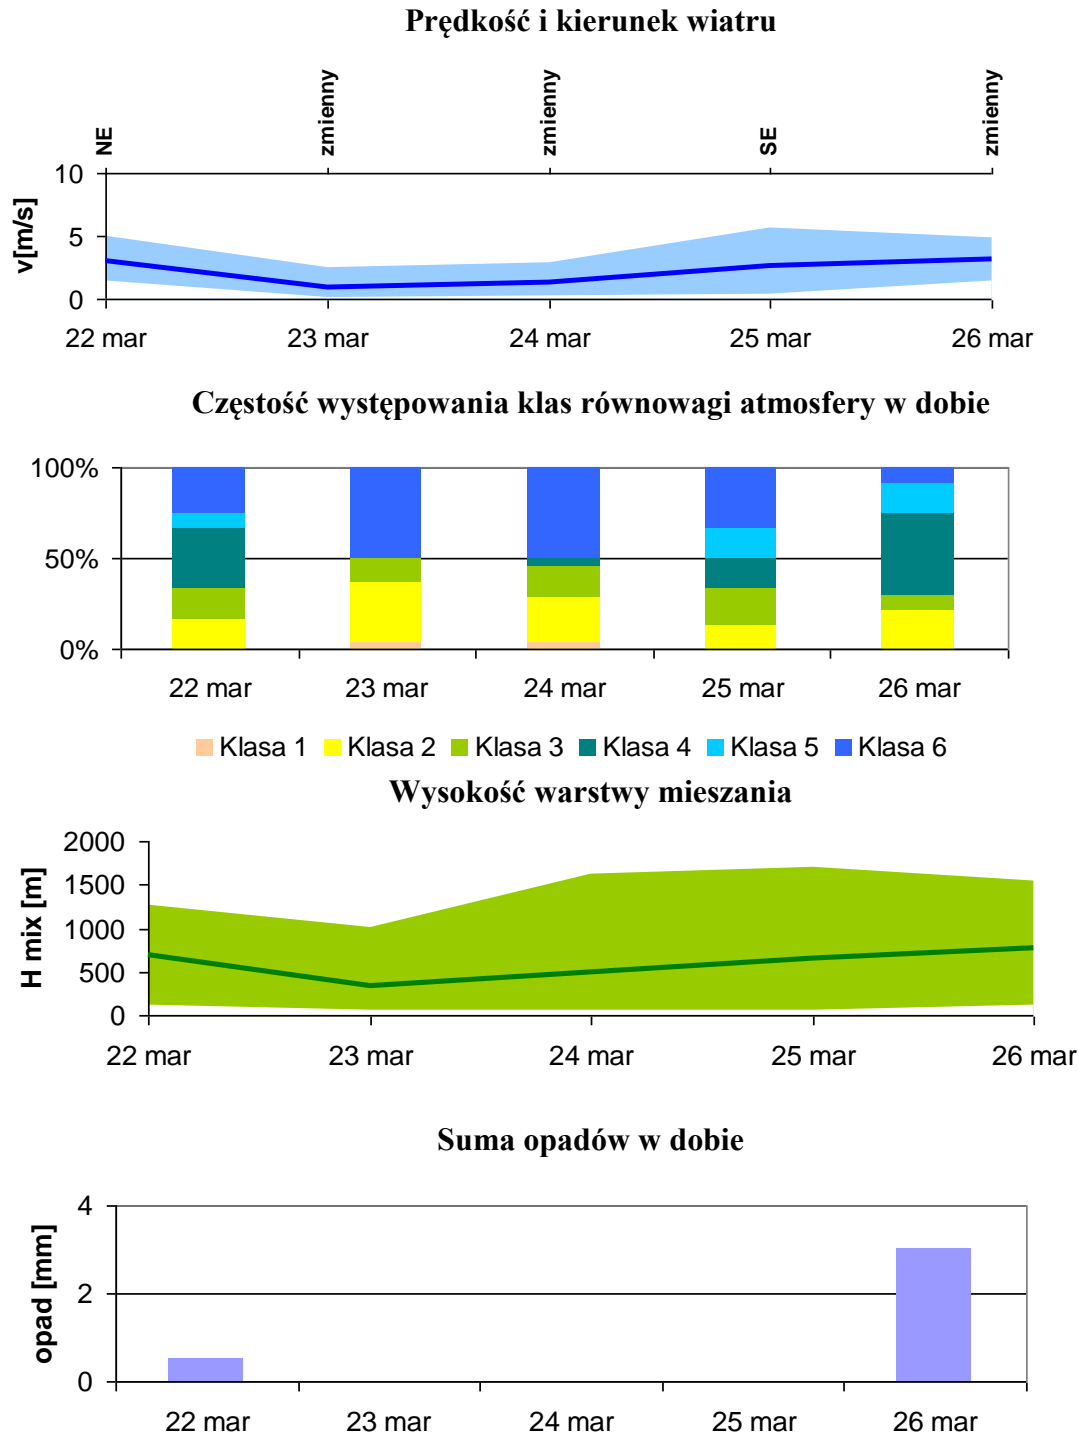 Prędkość i kierunek wiatru
NE zmienny zmienny SE zmienny
v[m/s]
10
5
0
22 mar 23 mar 24 mar 25 mar 26 mar
Częstość występowania klas równowagi atmosfery w dobie
100%
50%
0%
22 mar 23 mar 24 mar 25 mar 26 mar
Klasa 1 Klasa 2 Klasa 3 Klasa 4 Klasa 5 Klasa 6
Wysokość warstwy mieszania
H mix [m]
2000
1500
1000
500
0
22 mar 23 mar 24 mar 25 mar 26 mar
Suma opadów w dobie
opad [mm]
4
2
0
22 mar 23 mar 24 mar 25 mar 26 mar